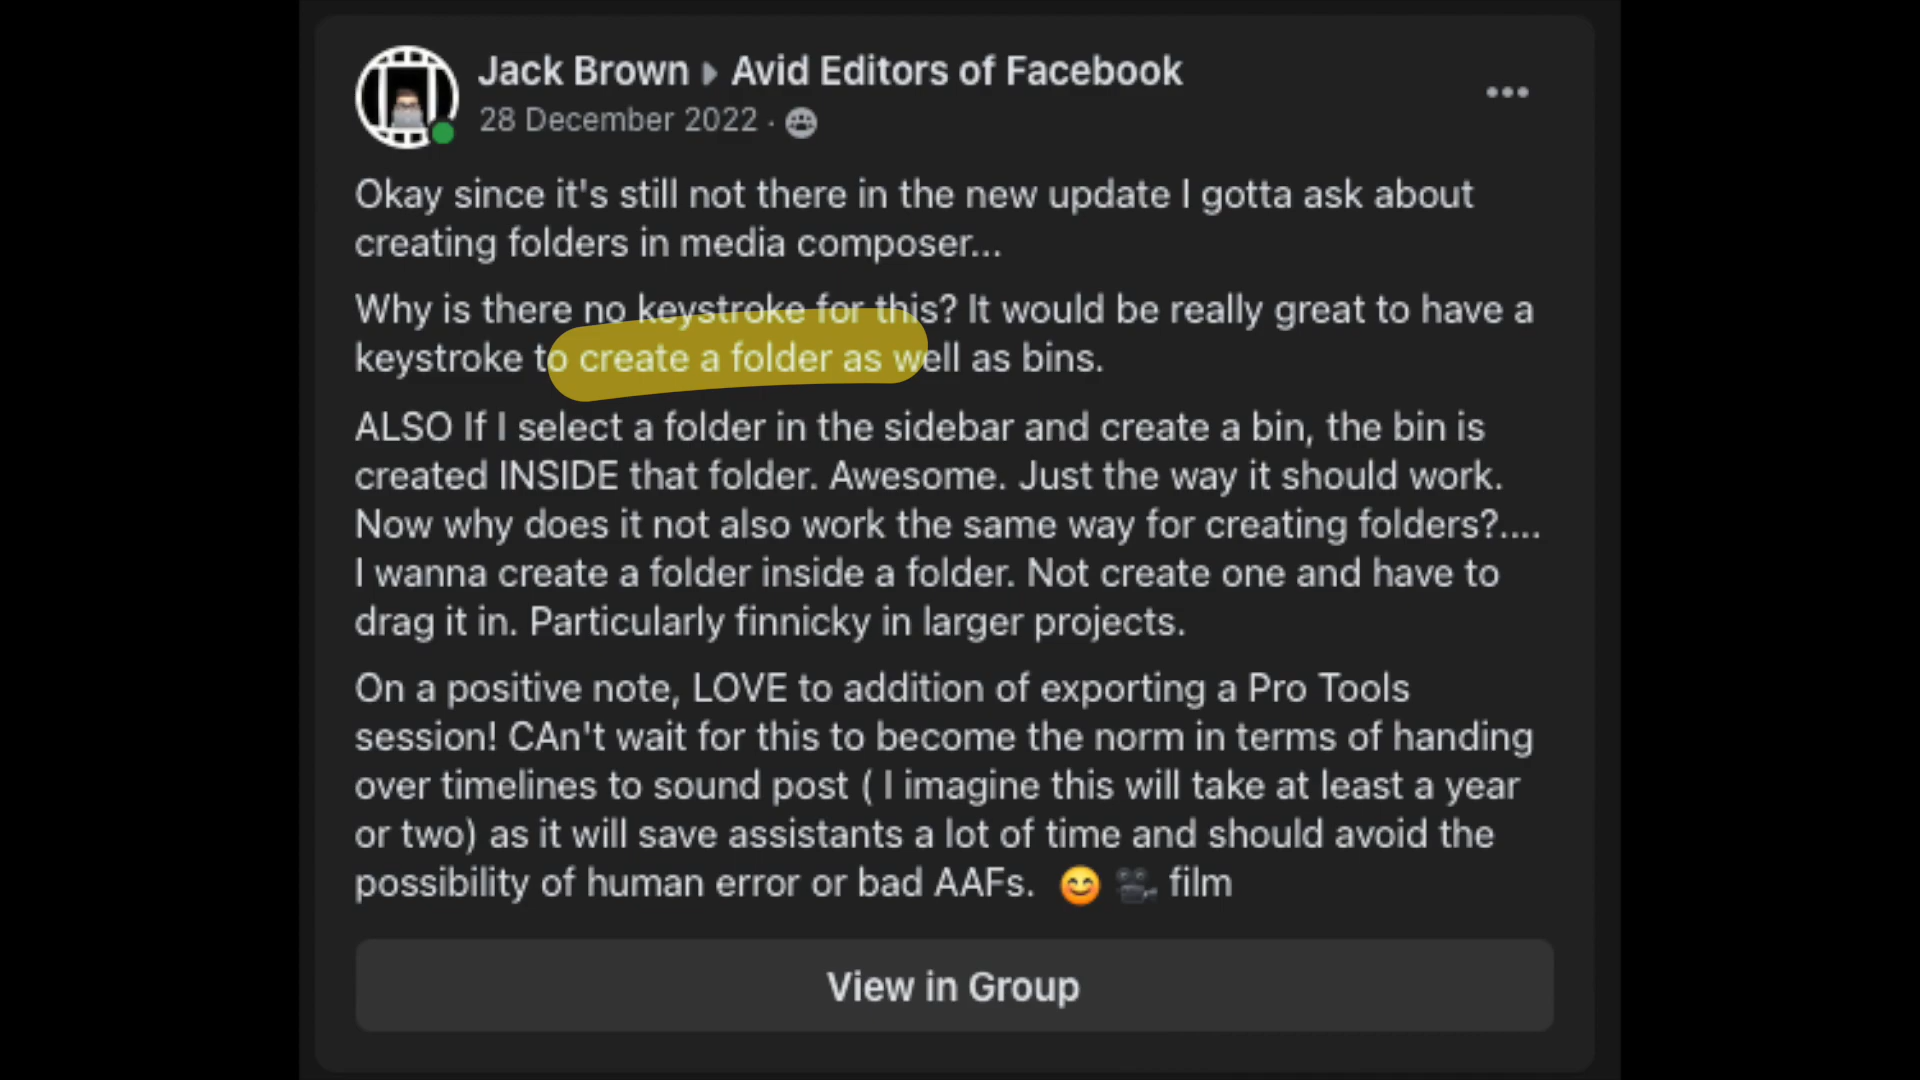 Jack Brown ▸ Avid Editors of Facebook
28 December 2022 ·
Okay since it's still not there in the new update I gotta ask about
creating folders in media composer...
Why is there no keystroke for this? It would be really great to have a
keystroke to create a folder as well as bins.
ALSO If I select a folder in the sidebar and create a bin, the bin is
created INSIDE that folder. Awesome. Just the way it should work.
Now why does it not also work the same way for creating folders?....
I wanna create a folder inside a folder. Not create one and have to
drag it in. Particularly finnicky in larger projects.
On a positive note, LOVE to addition of exporting a Pro Tools
session! CAn't wait for this to become the norm in terms of handing
over timelines to sound post ( I imagine this will take at least a year
or two) as it will save assistants a lot of time and should avoid the
possibility of human error or bad AAFs. 😊 🎥 film
View in Group